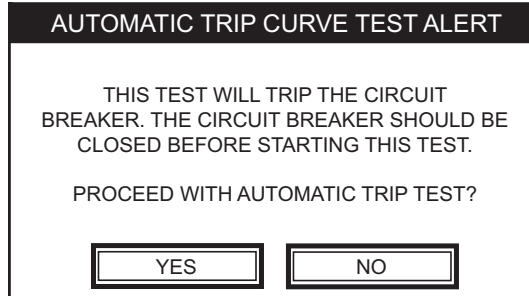 AUTOMATIC TRIP CURVE TEST ALERT
THIS TEST WILL TRIP THE CIRCUIT
BREAKER. THE CIRCUIT BREAKER SHOULD BE
CLOSED BEFORE STARTING THIS TEST.
PROCEED WITH AUTOMATIC TRIP TEST?
YES
NO